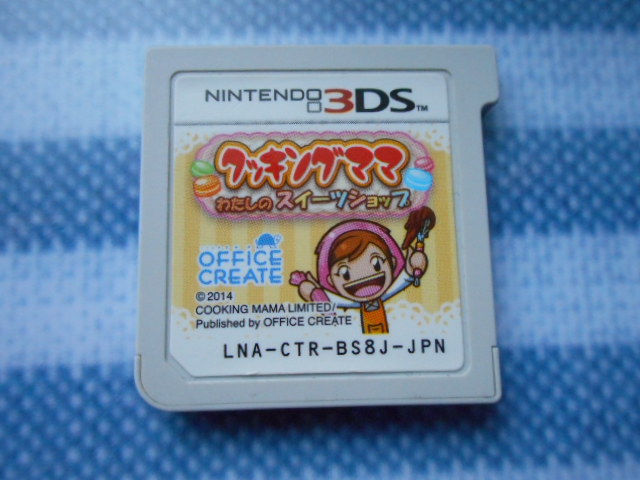 NINTENDO 3DS™
クッキングママ
わたしのスイーツショップ
OFFICE
CREATE
©2014
COOKING MAMA LIMITED/
Published by OFFICE CREATE
LNA-CTR-BS8J-JPN